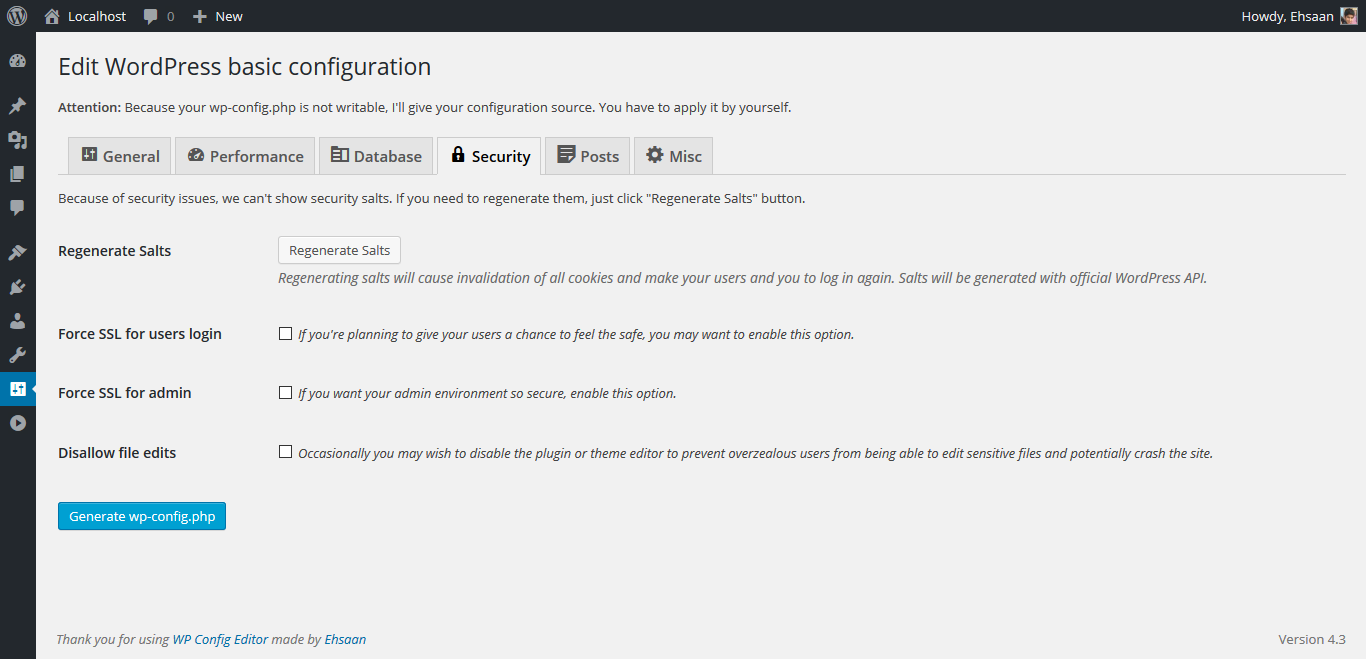 Localhost 0 New Howdy, Ehsaan
Edit WordPress basic configuration
Attention: Because your wp-config.php is not writable, I'll give your configuration source. You have to apply it by yourself.
General Performance Database Security Posts Misc
Because of security issues, we can't show security salts. If you need to regenerate them, just click "Regenerate Salts" button.
Regenerate Salts Regenerate Salts
Regenerating salts will cause invalidation of all cookies and make your users and you to log in again. Salts will be generated with official WordPress API.
Force SSL for users login If you're planning to give your users a chance to feel the safe, you may want to enable this option.
Force SSL for admin If you want your admin environment so secure, enable this option.
Disallow file edits Occasionally you may wish to disable the plugin or theme editor to prevent overzealous users from being able to edit sensitive files and potentially crash the site.
Generate wp-config.php
Thank you for using WP Config Editor made by Ehsaan Version 4.3